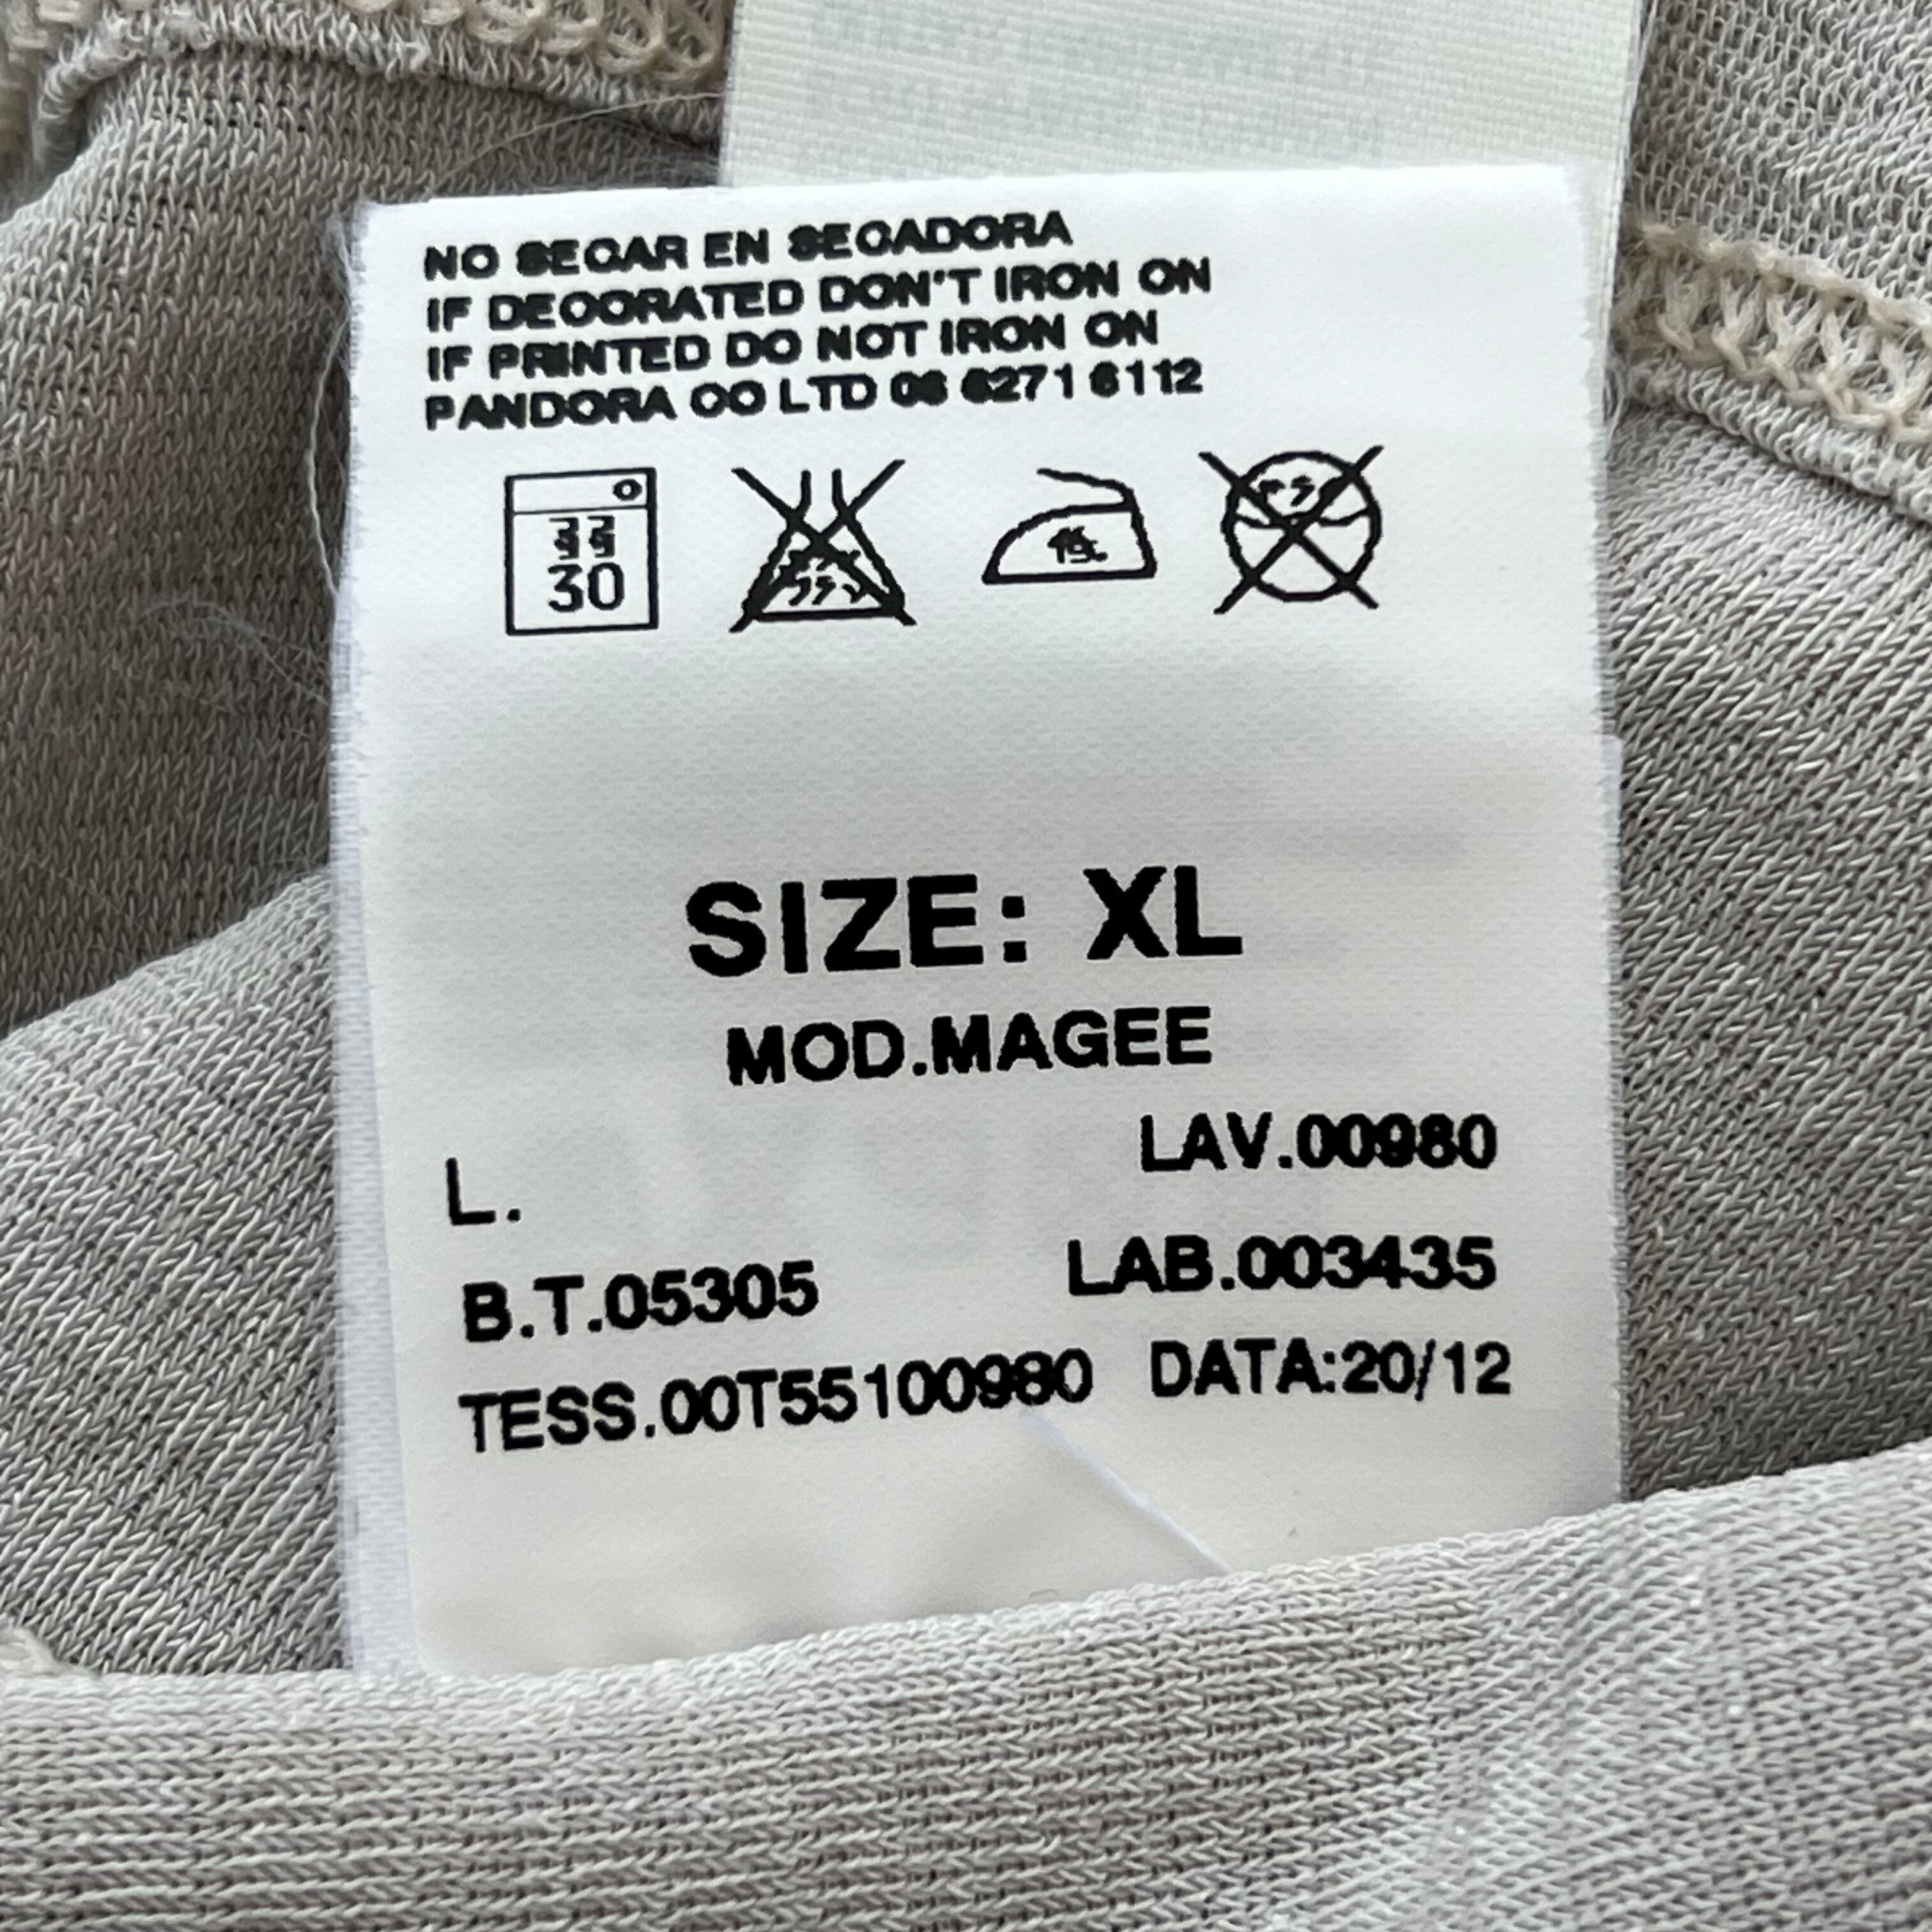 NO SECAR EN SECADORA
IF DECORATED DON'T IRON ON
IF PRINTED DO NOT IRON ON
PANDORA CO LTD 06 6271 6112
30
SIZE: XL
MOD.MAGEE
LAV.00980
L.
B.T.05305
LAB.003435
TESS.00T55100980 DATA:20/12